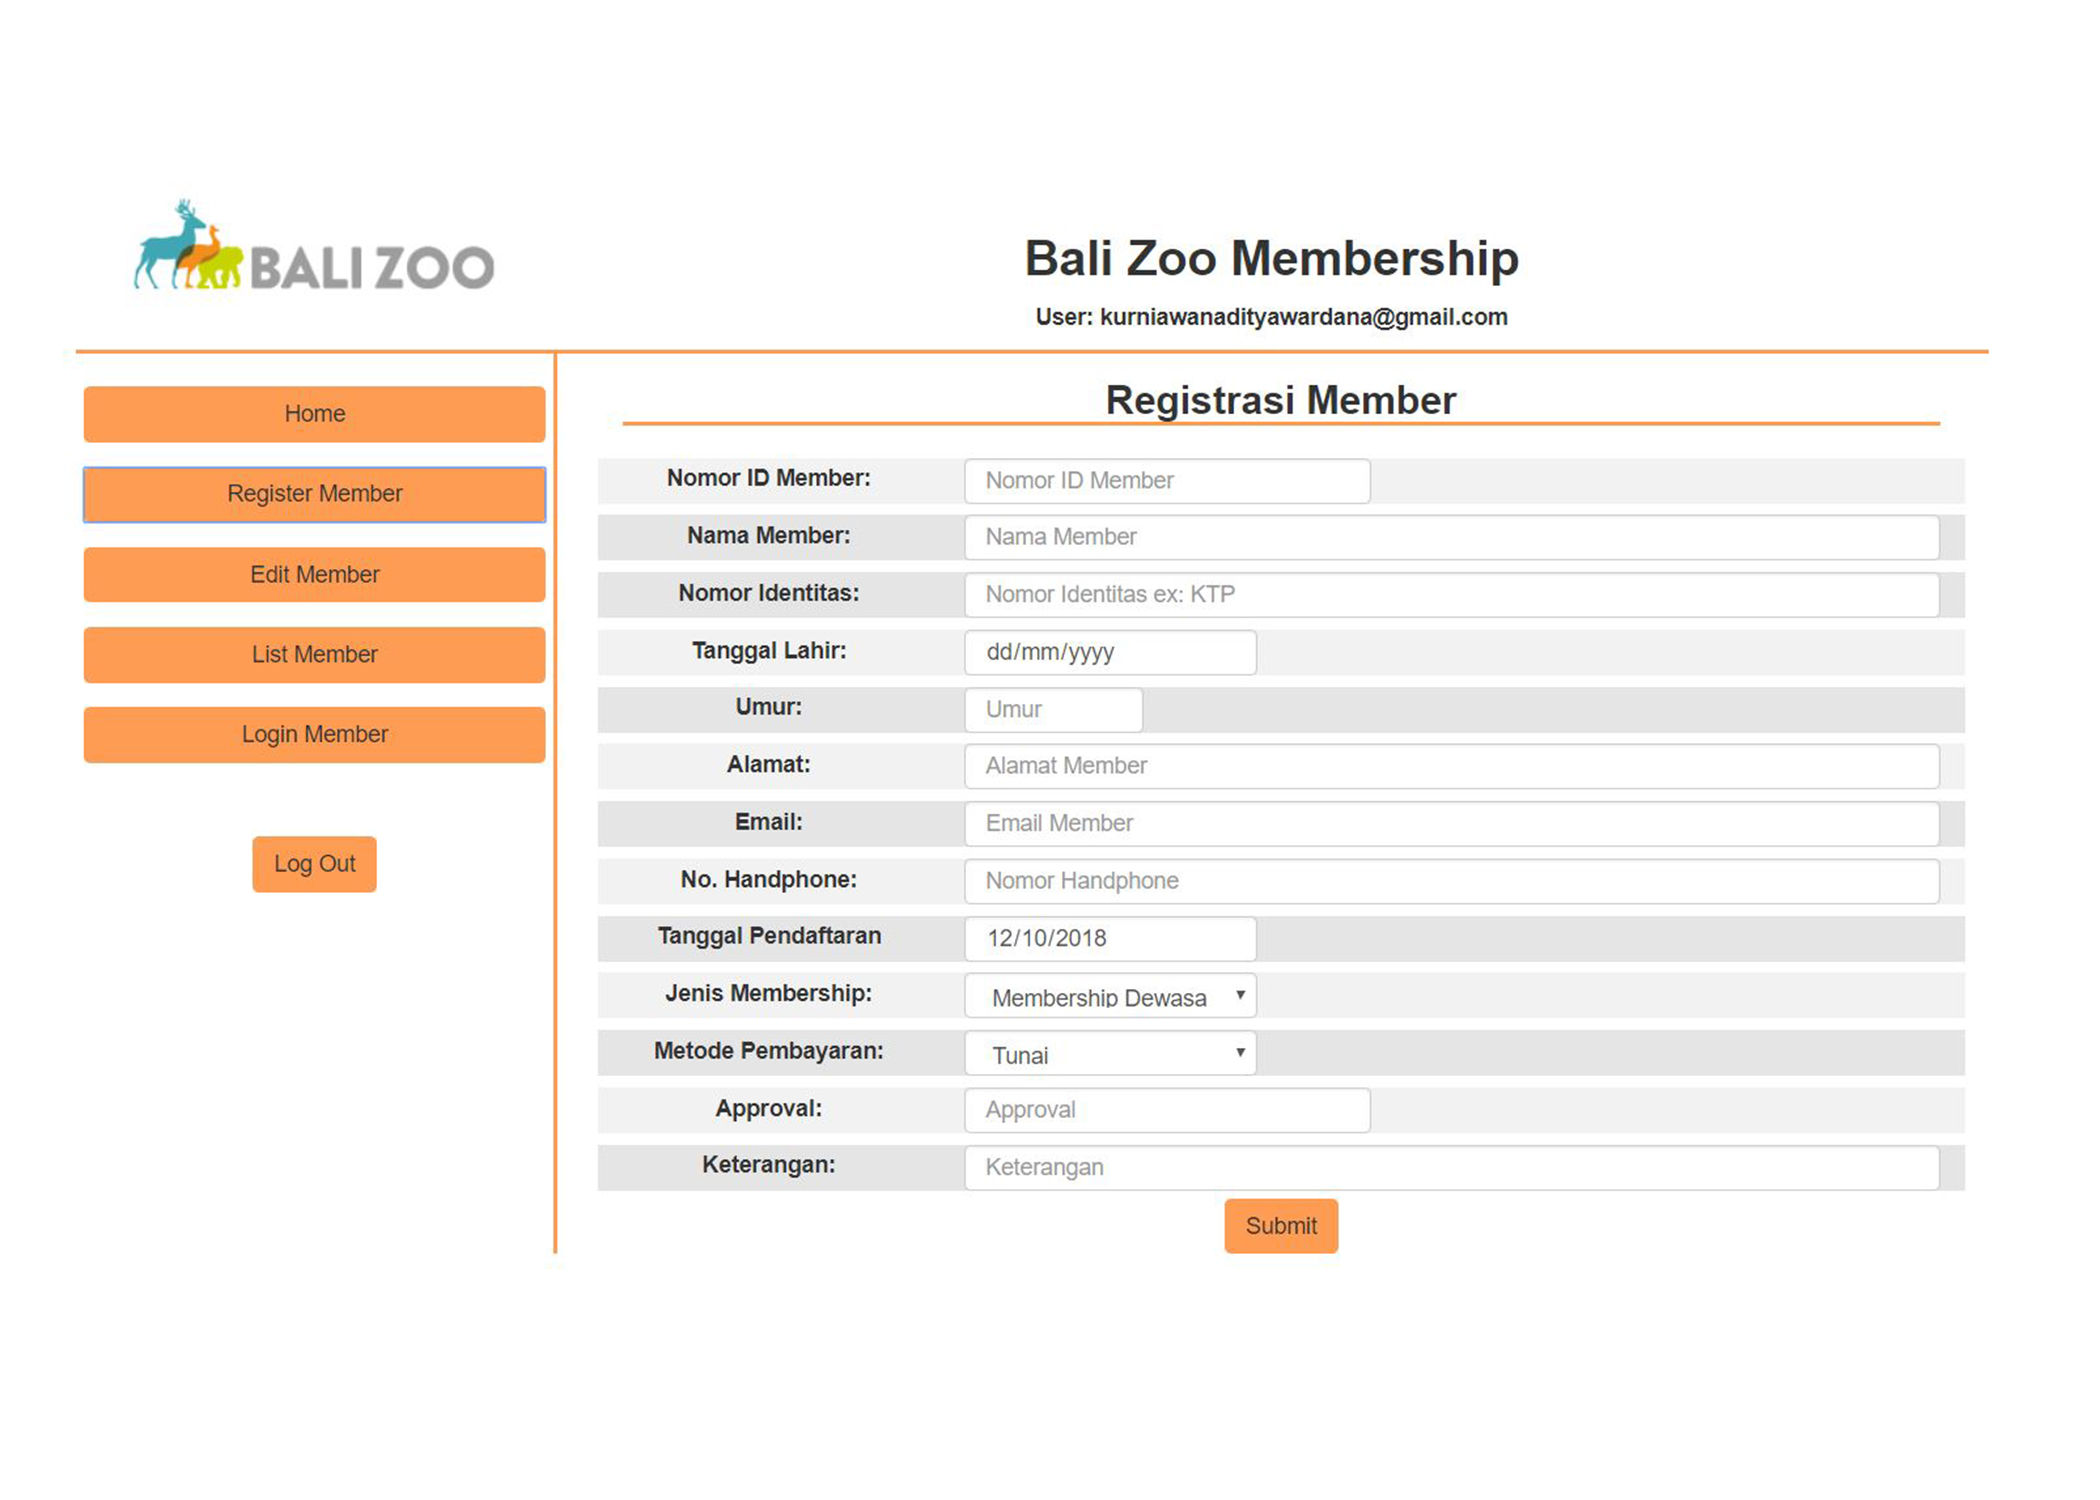 BALI ZOO
Bali Zoo Membership
User: kurniawanadityawardana@gmail.com
Home
Register Member
Edit Member
List Member
Login Member
Log Out
Registrasi Member
Nomor ID Member: Nomor ID Member
Nama Member: Nama Member
Nomor Identitas: Nomor Identitas ex: KTP
Tanggal Lahir: dd/mm/yyyy
Umur: Umur
Alamat: Alamat Member
Email: Email Member
No. Handphone: Nomor Handphone
Tanggal Pendaftaran 12/10/2018
Jenis Membership: Membership Dewasa
Metode Pembayaran: Tunai
Approval: Approval
Keterangan: Keterangan
Submit